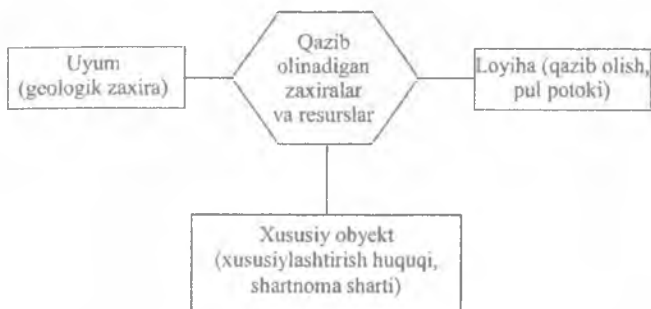 Uyum
(geologik zaxira)
Qazib
olinadigan
zaxiralar
va resurslar
Loyiha (qazib olish,
pul potoki)
Xususiy obyekt
(xususiylashtirish huquqi,
shartnoma sharti)